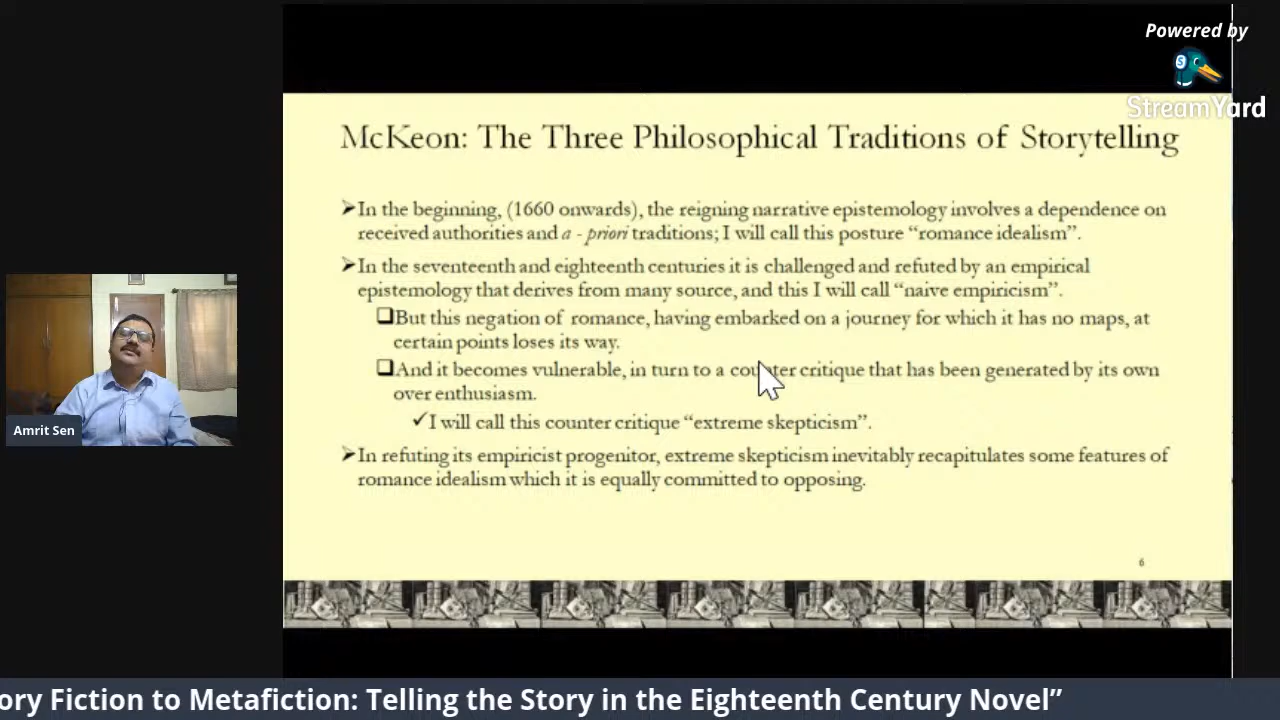 Powered by
StreamYard
McKeon: The Three Philosophical Traditions of Storytelling
➤In the beginning, (1660 onwards), the reigning narrative epistemology involves a dependence on
received authorities and a - priori traditions; I will call this posture “romance idealism”.
➤In the seventeenth and eighteenth centuries it is challenged and refuted by an empirical
epistemology that derives from many source, and this I will call “naive empiricism”.
❑But this negation of romance, having embarked on a journey for which it has no maps, at
certain points loses its way.
❑And it becomes vulnerable, in turn to a counter critique that has been generated by its own
over enthusiasm.
✓I will call this counter critique “extreme skepticism”.
➤In refuting its empiricist progenitor, extreme skepticism inevitably recapitulates some features of
romance idealism which it is equally committed to opposing.
6
Amrit Sen
ory Fiction to Metafiction: Telling the Story in the Eighteenth Century Novel”